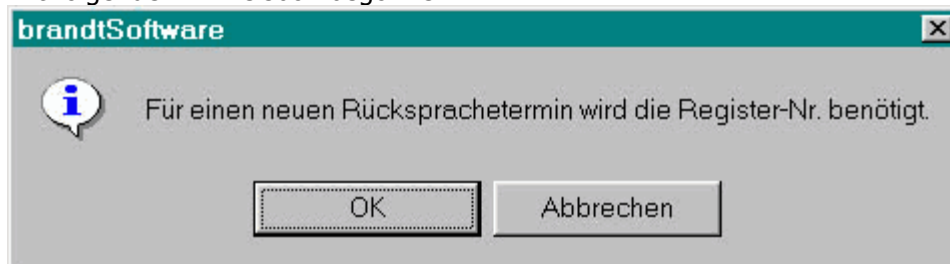 brandtSoftware
Für einen neuen Rücksprachetermin wird die Register-Nr. benötigt.
OK
Abbrechen